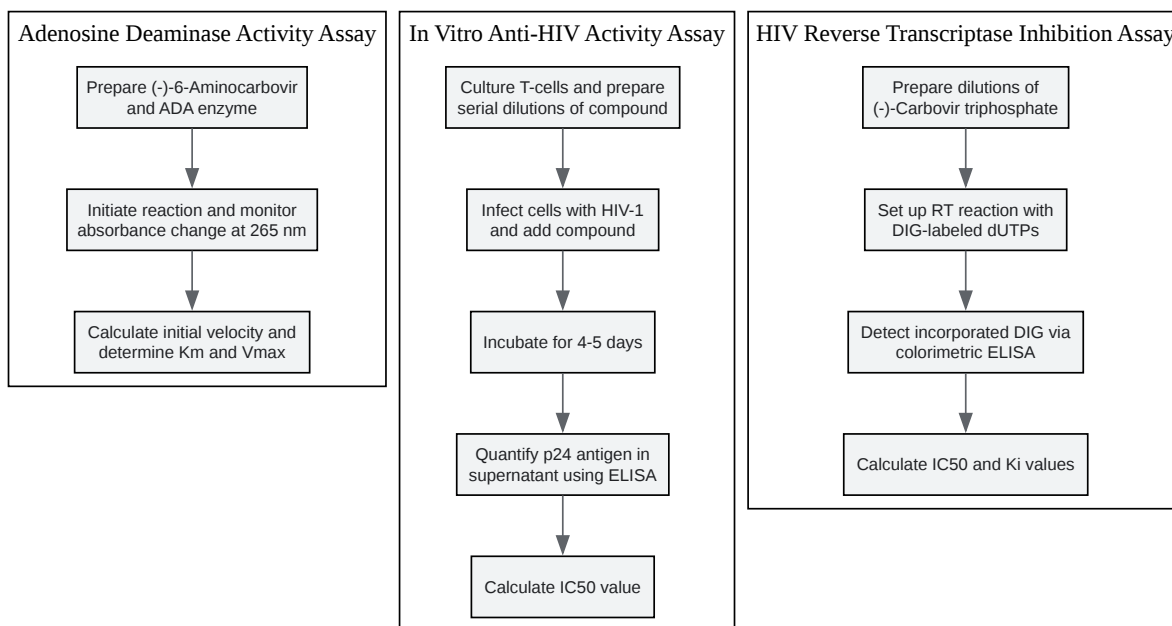 Adenosine Deaminase Activity Assay
Prepare (-)-6-Aminocarbovir
and ADA enzyme
Initiate reaction and monitor
absorbance change at 265 nm
Calculate initial velocity and
determine Km and Vmax
In Vitro Anti-HIV Activity Assay
Culture T-cells and prepare
serial dilutions of compound
Infect cells with HIV-1
and add compound
Incubate for 4-5 days
Quantify p24 antigen in
supernatant using ELISA
Calculate IC50 value
HIV Reverse Transcriptase Inhibition Assay
Prepare dilutions of
(-)-Carbovir triphosphate
Set up RT reaction with
DIG-labeled dUTPs
Detect incorporated DIG via
colorimetric ELISA
Calculate IC50 and Ki values